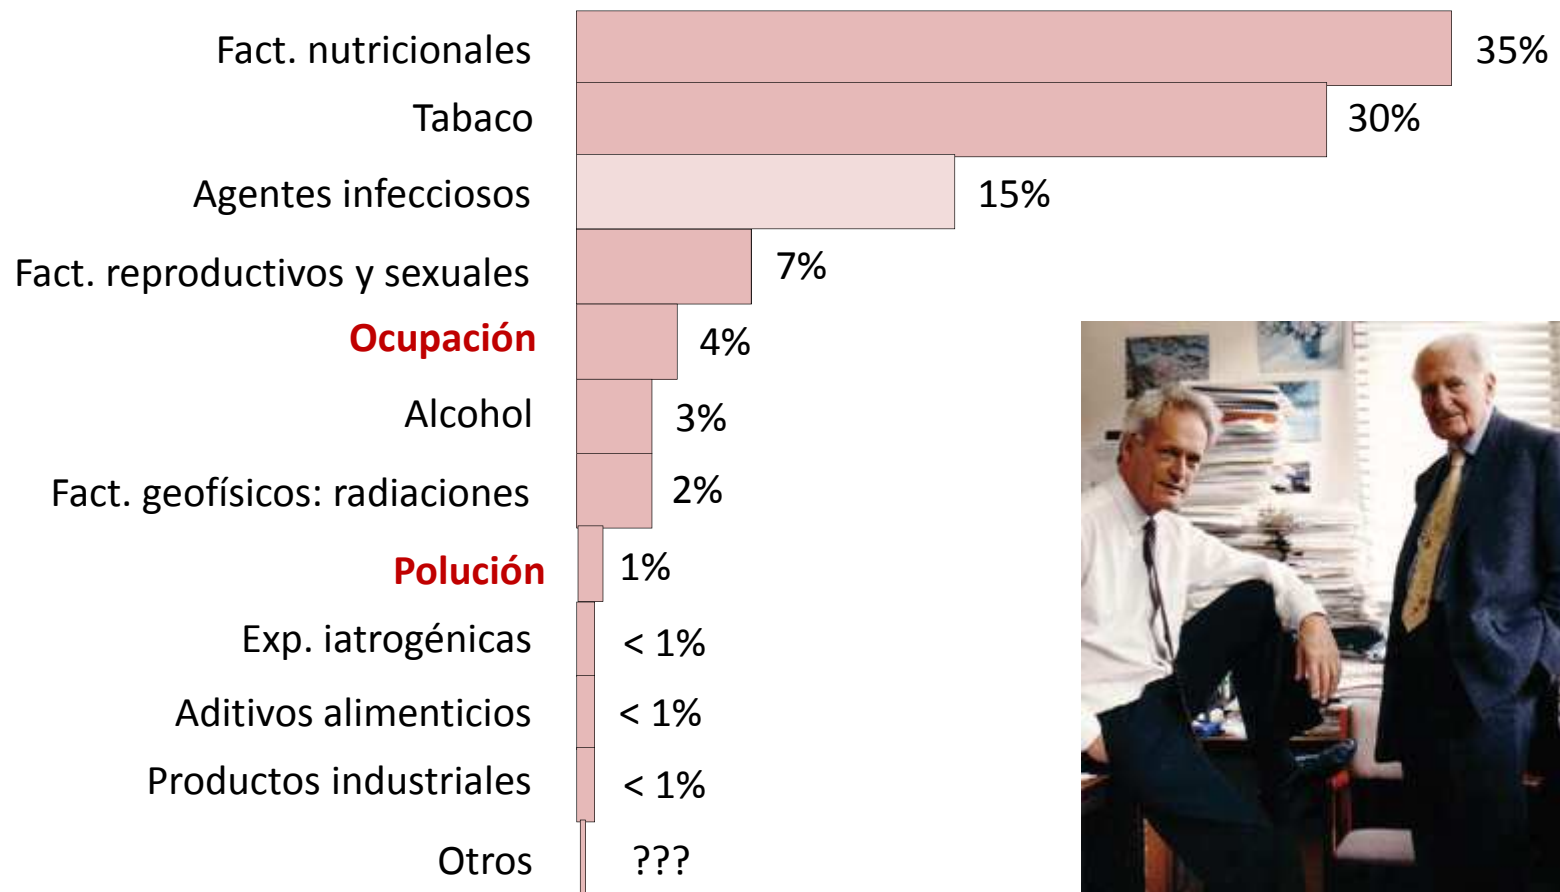 Fact. nutricionales 35%
Tabaco 30%
Agentes infecciosos 15%
Fact. reproductivos y sexuales 7%
Ocupación 4%
Alcohol 3%
Fact. geofísicos: radiaciones 2%
Polución 1%
Exp. iatrogénicas < 1%
Aditivos alimenticios < 1%
Productos industriales < 1%
Otros ???